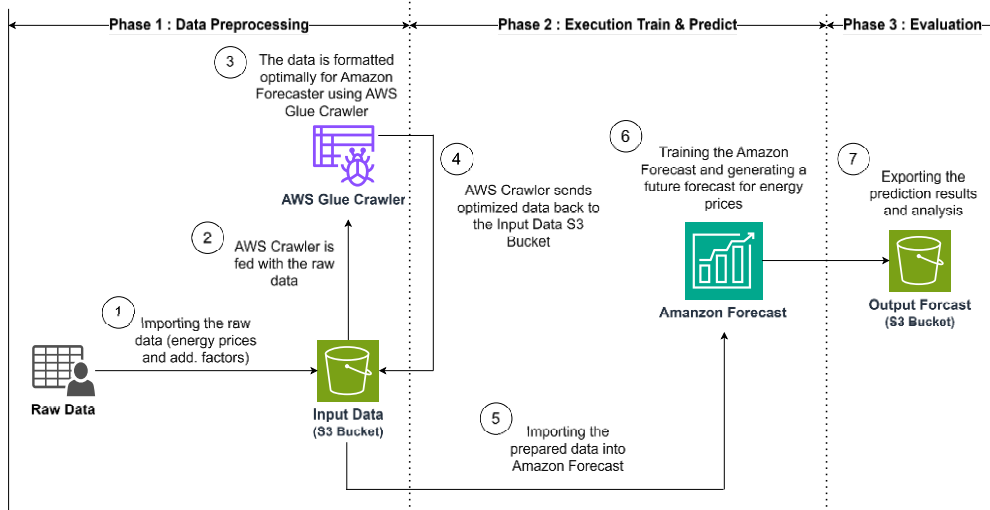 Phase 1 : Data Preprocessing
Phase 2 : Execution Train & Predict
Phase 3 : Evaluation
3
The data is formatted
optimally for Amazon
Forecaster using AWS
Glue Crawler
AWS Glue Crawler
4
AWS Crawler sends
optimized data back to
the Input Data S3
Bucket
2
AWS Crawler is
fed with the raw
data
1
Importing the raw
data (energy prices
and add. factors)
Raw Data
Input Data
(S3 Bucket)
5
Importing the
prepared data into
Amazon Forecast
6
Training the Amazon
Forecast and generating a
future forecast for energy
prices
Amanzon Forecast
7
Exporting the
prediction results
and analysis
Output Forcast
(S3 Bucket)